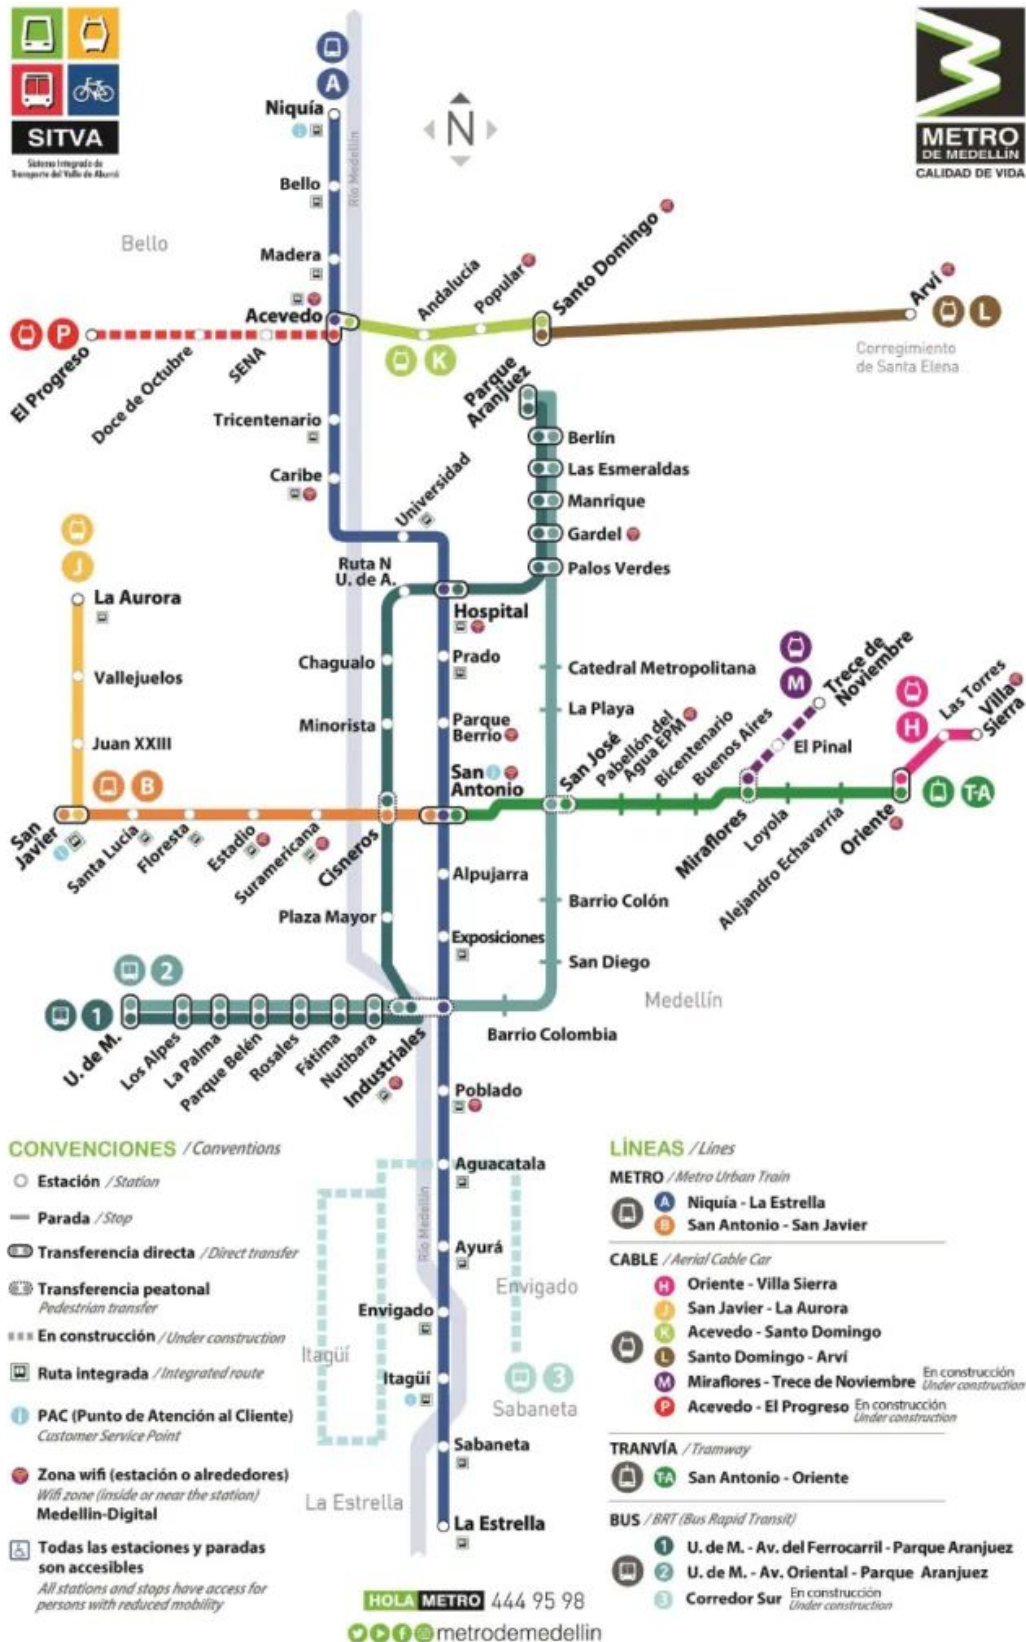 SITVA
Sistema Integrado de
Transporte del Valle de Aburrá
METRO
DE MEDELLÍN
CALIDAD DE VIDA
A
N
Niquía
Río Medellín
Bello
Bello
Madera
Acevedo
Andalucía
Popular
Santo Domingo
Arví
L
P
El Progreso
Doce de Octubre
SENA
K
Corregimiento
de Santa Elena
Parque
Aranjuez
Tricentenario
Berlín
Caribe
Las Esmeraldas
Universidad
Manrique
Gardel
J
Ruta N
U. de A.
Palos Verdes
La Aurora
Hospital
Chagualo
Prado
Catedral Metropolitana
M
Trece de
Noviembre
Vallejuelos
La Playa
H
Las Torres
Villa
Sierra
Minorista
Parque
Berrio
Juan XXIII
San José
Pabellón del
Agua EPM
Bicentenario
Buenos Aires
El Pinal
B
San
Antonio
T-A
San
Javier
Santa Lucía
Floresta
Estadio
Suramericana
Cisneros
Miraflores
Loyola
Alejandro Echavarría
Oriente
Alpujarra
Barrio Colón
Plaza Mayor
Exposiciones
San Diego
2
Medellín
1
U. de M.
Los Alpes
La Palma
Parque Belén
Rosales
Fátima
Nutibara
Industriales
Barrio Colombia
Poblado
Aguacatala
Río Medellín
Ayurá
Envigado
Envigado
Itagüí
Itagüí
3
Sabaneta
Sabaneta
La Estrella
La Estrella
CONVENCIONES / Conventions
Estación / Station
Parada / Stop
Transferencia directa / Direct transfer
Transferencia peatonal
Pedestrian transfer
En construcción / Under construction
Ruta integrada / Integrated route
PAC (Punto de Atención al Cliente)
Customer Service Point
Zona wifi (estación o alrededores)
Wifi zone (inside or near the station)
Medellin-Digital
Todas las estaciones y paradas
son accesibles
All stations and stops have access for
persons with reduced mobility
LÍNEAS / Lines
METRO / Metro Urban Train
A Niquía - La Estrella
B San Antonio - San Javier
CABLE / Aerial Cable Car
H Oriente - Villa Sierra
J San Javier - La Aurora
K Acevedo - Santo Domingo
L Santo Domingo - Arví
M Miraflores - Trece de Noviembre En construcción
Under construction
P Acevedo - El Progreso En construcción
Under construction
TRANVÍA / Tramway
T-A San Antonio - Oriente
BUS / BRT (Bus Rapid Transit)
1 U. de M. - Av. del Ferrocarril - Parque Aranjuez
2 U. de M. - Av. Oriental - Parque Aranjuez
3 Corredor Sur En construcción
Under construction
HOLA METRO 444 95 98
metrodemedellin